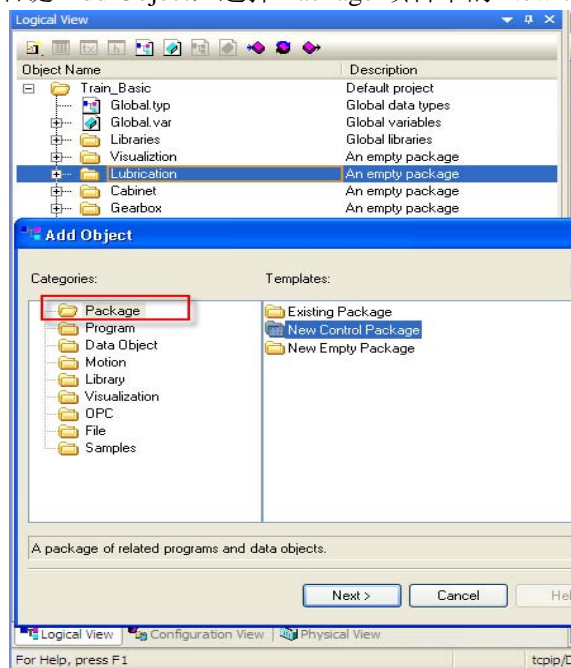 Logical View
Object Name Description
Train_Basic Default project
Global.typ Global data types
Global.var Global variables
Libraries Global libraries
Visualiztion An empty package
Lubrication An empty package
Cabinet An empty package
Gearbox An empty package
Add Object
Categories: Templates:
Package Existing Package
Program New Control Package
Data Object New Empty Package
Motion
Library
Visualization
OPC
File
Samples
A package of related programs and data objects.
Next > Cancel
Logical View Configuration View Physical View
For Help, press F1 tcpip/